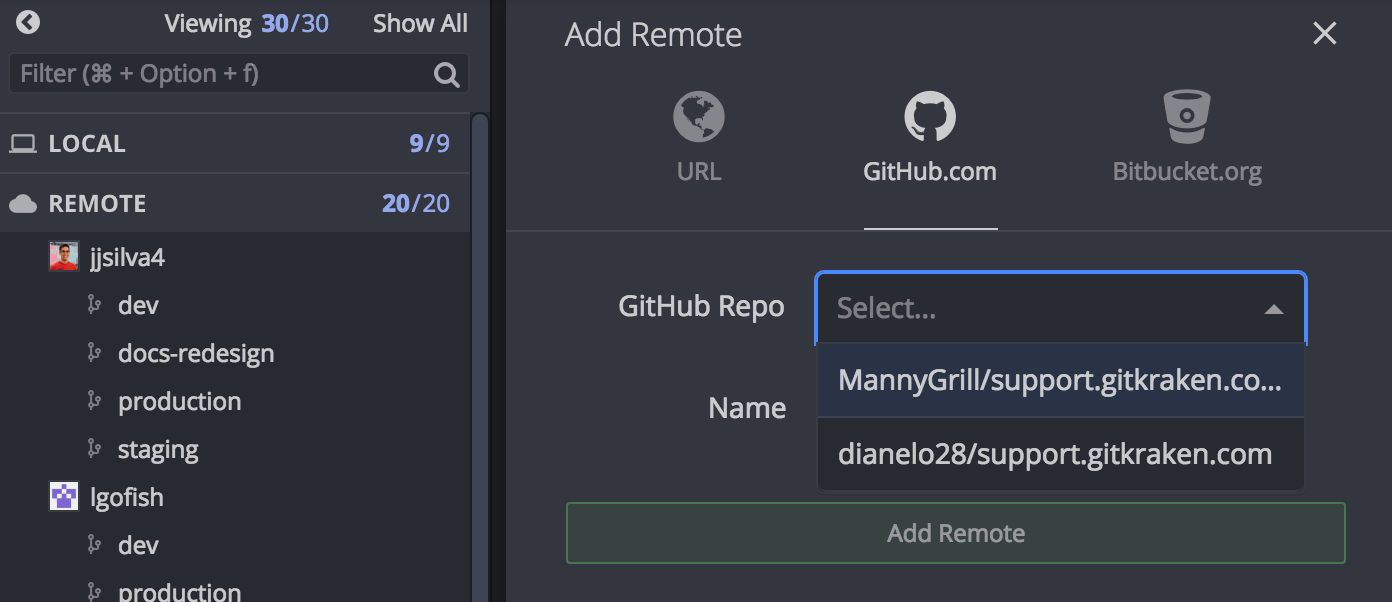 Viewing 30/30 Show All
Filter (⌘ + Option + f)
LOCAL 9/9
REMOTE 20/20
jjsilva4
dev
docs-redesign
production
staging
lgofish
dev
production
Add Remote
URL
GitHub.com
Bitbucket.org
GitHub Repo
Select...
MannyGrill/support.gitkraken.co...
dianelo28/support.gitkraken.com
Name
Add Remote